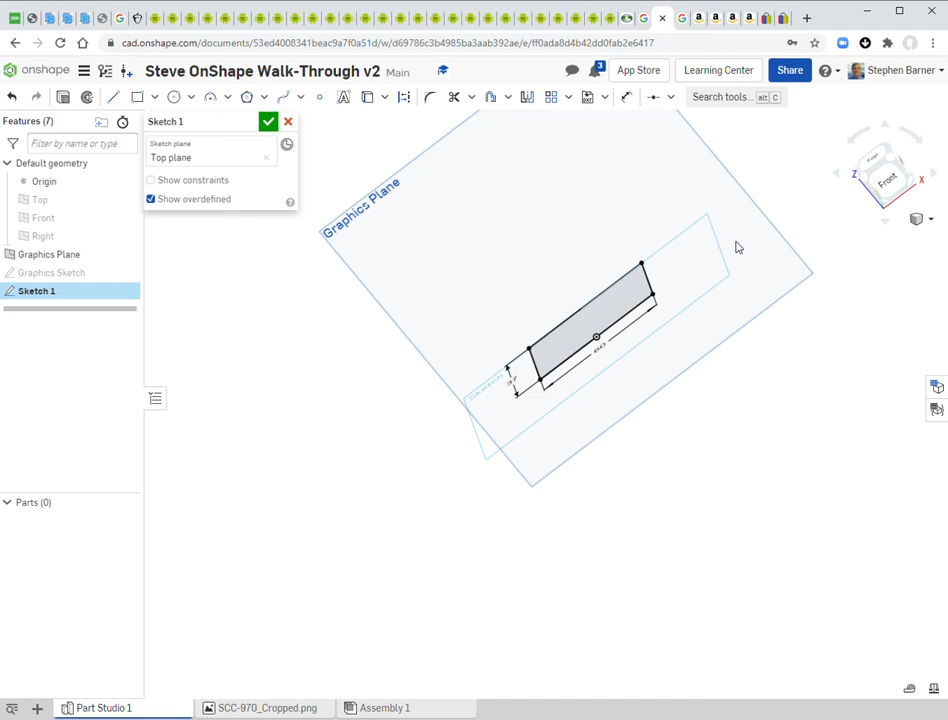 cad.onshape.com/documents/53ed4008341beac9a7f0a51d/w/d69786c3b4985ba3aab392ae/e/ff0ada8d4b42dd0fab2e6417
onshape
Steve OnShape Walk-Through v2 Main
3
App Store
Learning Center
Share
Stephen Barner
Search tools... alt C
Features (7)
Filter by name or type
Default geometry
Origin
Top
Front
Right
Graphics Plane
Graphics Sketch
Sketch 1
Sketch 1
Sketch plane
Top plane
Show constraints
Show overdefined
Graphics Plane
60
Z
Front
X
Parts (0)
Part Studio 1
SCC-970_Cropped.png
Assembly 1